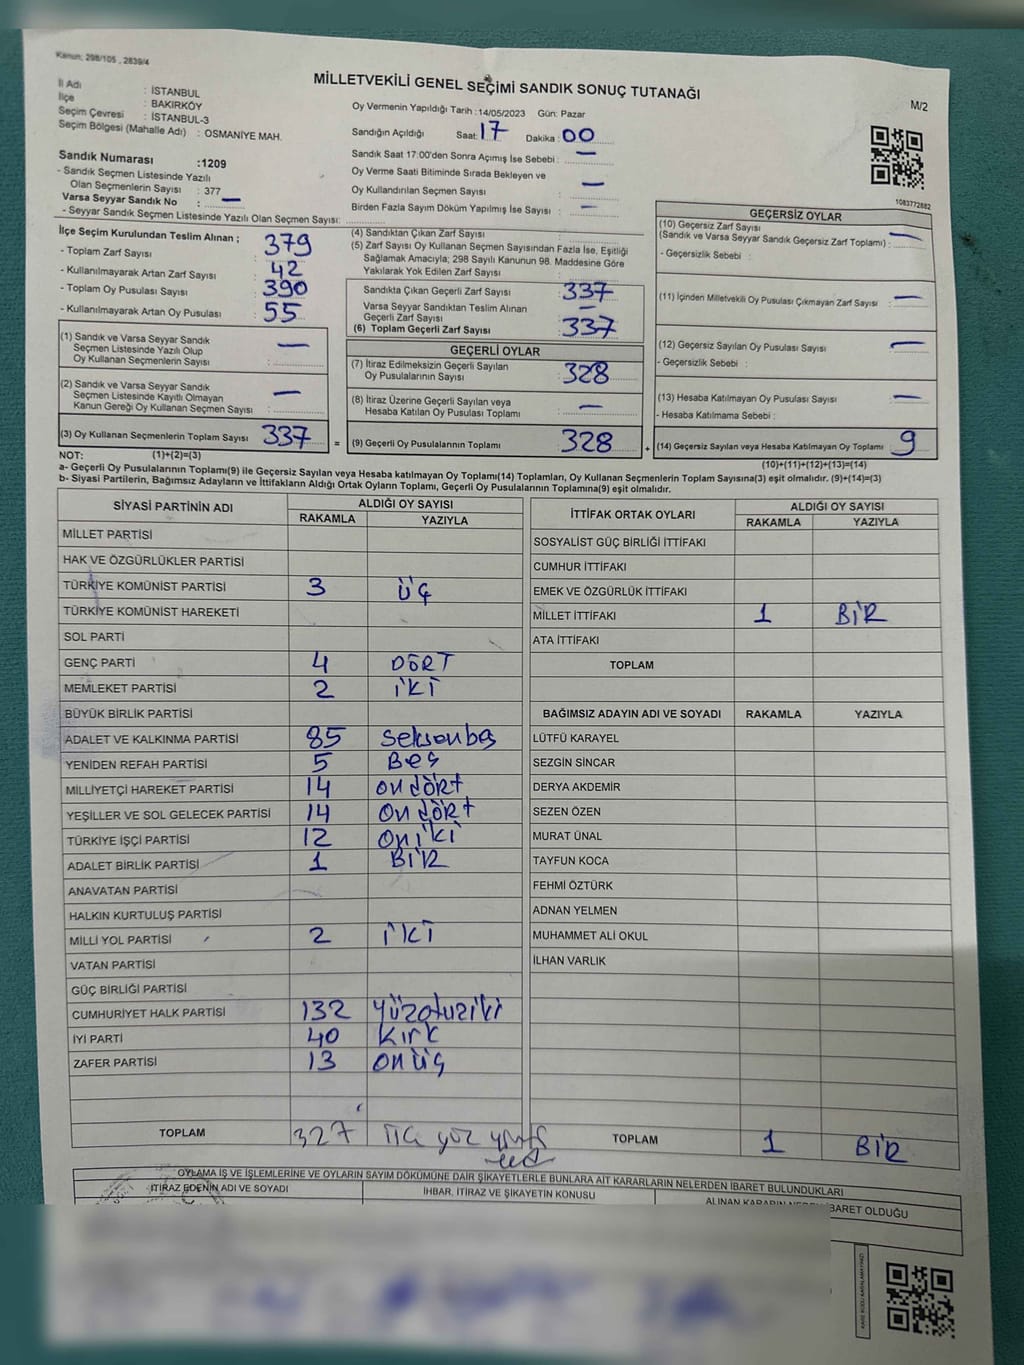 Kanun: 298/105 , 2839/4
MİLLETVEKİLİ GENEL SEÇİMİ SANDIK SONUÇ TUTANAĞI
M/2
İl Adı : İSTANBUL
İlçe : BAKIRKÖY
Seçim Çevresi : İSTANBUL-3
Seçim Bölgesi (Mahalle Adı) : OSMANİYE MAH.
Oy Vermenin Yapıldığı Tarih : 14/05/2023 Gün: Pazar
Sandığın Açıldığı Saat: 17 Dakika : 00
Sandık Saat 17:00'den Sonra Açımış İse Sebebi : —
Oy Verme Saati Bitiminde Sırada Bekleyen ve
Oy Kullandırılan Seçmen Sayısı : —
Birden Fazla Sayım Döküm Yapılmış İse Sayısı : —
Sandık Numarası :1209
- Sandık Seçmen Listesinde Yazılı
Olan Seçmenlerin Sayısı : 377
Varsa Seyyar Sandık No : —
- Seyyar Sandık Seçmen Listesinde Yazılı Olan Seçmen Sayısı:
1083772882
İlçe Seçim Kurulundan Teslim Alınan ;
- Toplam Zarf Sayısı : 379
- Kullanılmayarak Artan Zarf Sayısı : 42
- Toplam Oy Pusulası Sayısı : 390
- Kullanılmayarak Artan Oy Pusulası : 55
(1) Sandık ve Varsa Seyyar Sandık
Seçmen Listesinde Yazılı Olup
Oy Kullanan Seçmenlerin Sayısı : —
(2) Sandık ve Varsa Seyyar Sandık
Seçmen Listesinde Kayıtlı Olmayan
Kanun Gereği Oy Kullanan Seçmen Sayısı : —
(3) Oy Kullanan Seçmenlerin Toplam Sayısı : 337 =
(4) Sandıktan Çıkan Zarf Sayısı :
(5) Zarf Sayısı Oy Kullanan Seçmen Sayısından Fazla İse, Eşitliği
Sağlamak Amacıyla; 298 Sayılı Kanunun 98. Maddesine Göre
Yakılarak Yok Edilen Zarf Sayısı :
Sandıkta Çıkan Geçerli Zarf Sayısı : 337
Varsa Seyyar Sandıktan Teslim Alınan
Geçerli Zarf Sayısı : —
(6) Toplam Geçerli Zarf Sayısı : 337
GEÇERLİ OYLAR
(7) İtiraz Edilmeksizin Geçerli Sayılan
Oy Pusulalarının Sayısı : 328
(8) İtiraz Üzerine Geçerli Sayılan veya
Hesaba Katılan Oy Pusulası Toplamı : —
(9) Geçerli Oy Pusulalarının Toplamı : 328 +
GEÇERSİZ OYLAR
(10) Geçersiz Zarf Sayısı
(Sandık ve Varsa Seyyar Sandık Geçersiz Zarf Toplamı) : —
- Geçersizlik Sebebi :
(11) İçinden Milletvekili Oy Pusulası Çıkmayan Zarf Sayısı : —
(12) Geçersiz Sayılan Oy Pusulası Sayısı : —
- Geçersizlik Sebebi :
(13) Hesaba Katılmayan Oy Pusulası Sayısı : —
- Hesaba Katılmama Sebebi :
(14) Geçersiz Sayılan veya Hesaba Katılmayan Oy Toplamı : 9
NOT: (1)+(2)=(3)
(10)+(11)+(12)+(13)=(14)
a- Geçerli Oy Pusulalarının Toplamı(9) ile Geçersiz Sayılan veya Hesaba katılmayan Oy Toplamı(14) Toplamları, Oy Kullanan Seçmenlerin Toplam Sayısına(3) eşit olmalıdır. (9)+(14)=(3)
b- Siyasi Partilerin, Bağımsız Adayların ve İttifakların Aldığı Ortak Oyların Toplamı, Geçerli Oy Pusulalarının Toplamına(9) eşit olmalıdır.
SİYASİ PARTİNİN ADI ALDIĞI OY SAYISI
RAKAMLA YAZIYLA
MİLLET PARTİSİ
HAK VE ÖZGÜRLÜKLER PARTİSİ
TÜRKİYE KOMÜNİST PARTİSİ 3 üç
TÜRKİYE KOMÜNİST HAREKETİ
SOL PARTİ
GENÇ PARTİ 4 DÖRT
MEMLEKET PARTİSİ 2 iki
BÜYÜK BİRLİK PARTİSİ
ADALET VE KALKINMA PARTİSİ 85 seksenbeş
YENİDEN REFAH PARTİSİ 5 Beş
MİLLİYETÇİ HAREKET PARTİSİ 14 on dört
YEŞİLLER VE SOL GELECEK PARTİSİ 14 On dört
TÜRKİYE İŞÇİ PARTİSİ 12 Oniki
ADALET BİRLİK PARTİSİ 1 BİR
ANAVATAN PARTİSİ
HALKIN KURTULUŞ PARTİSİ
MİLLİ YOL PARTİSİ 2 iki
VATAN PARTİSİ
GÜÇ BİRLİĞİ PARTİSİ
CUMHURİYET HALK PARTİSİ 132 yüzotuziki
İYİ PARTİ 40 kırk
ZAFER PARTİSİ 13 onüç
TOPLAM 327
İTTİFAK ORTAK OYLARI ALDIĞI OY SAYISI
RAKAMLA YAZIYLA
SOSYALİST GÜÇ BİRLİĞİ İTTİFAKI
CUMHUR İTTİFAKI
EMEK VE ÖZGÜRLÜK İTTİFAKI
MİLLET İTTİFAKI 1 BİR
ATA İTTİFAKI
TOPLAM
BAĞIMSIZ ADAYIN ADI VE SOYADI RAKAMLA YAZIYLA
LÜTFÜ KARAYEL
SEZGİN SİNCAR
DERYA AKDEMİR
SEZEN ÖZEN
MURAT ÜNAL
TAYFUN KOCA
FEHMİ ÖZTÜRK
ADNAN YELMEN
MUHAMMET ALİ OKUL
İLHAN VARLIK
TOPLAM 1 BİR
OYLAMA İŞ VE İŞLEMLERİNE VE OYLARIN SAYIM DÖKÜMÜNE DAİR ŞİKAYETLERLE BUNLARA AİT KARARLARIN NELERDEN İBARET BULUNDUKLARI
İTİRAZ EDENİN ADI VE SOYADI İHBAR, İTİRAZ VE ŞİKAYETİN KONUSU ALINAN KARARIN NEDEN İBARET OLDUĞU